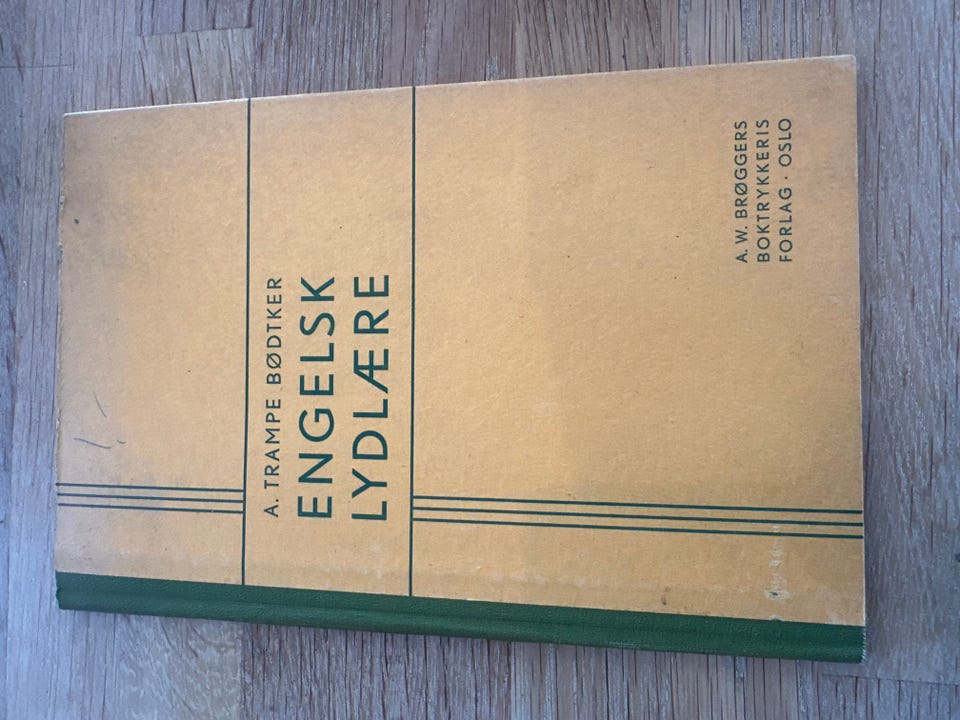 A. TRAMPE BØDTKER
ENGELSK
LYDLÆRE
A. W. BRØGGERS
BOKTRYKKERIS
FORLAG · OSLO